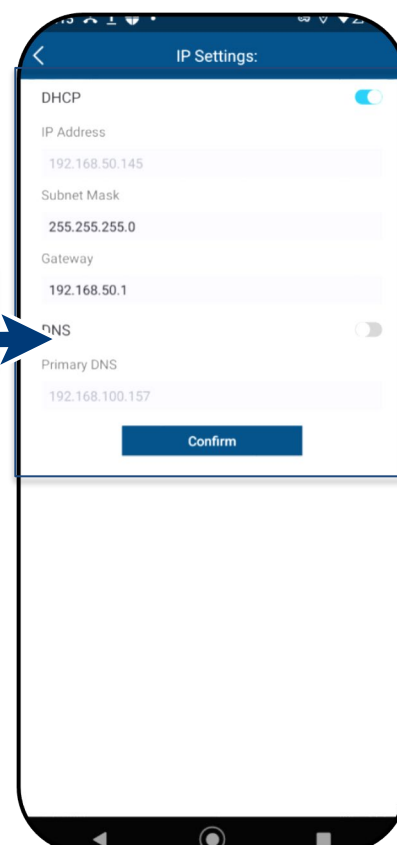 IP Settings:
DHCP
IP Address
192.168.50.145
Subnet Mask
255.255.255.0
Gateway
192.168.50.1
DNS
Primary DNS
192.168.100.157
Confirm